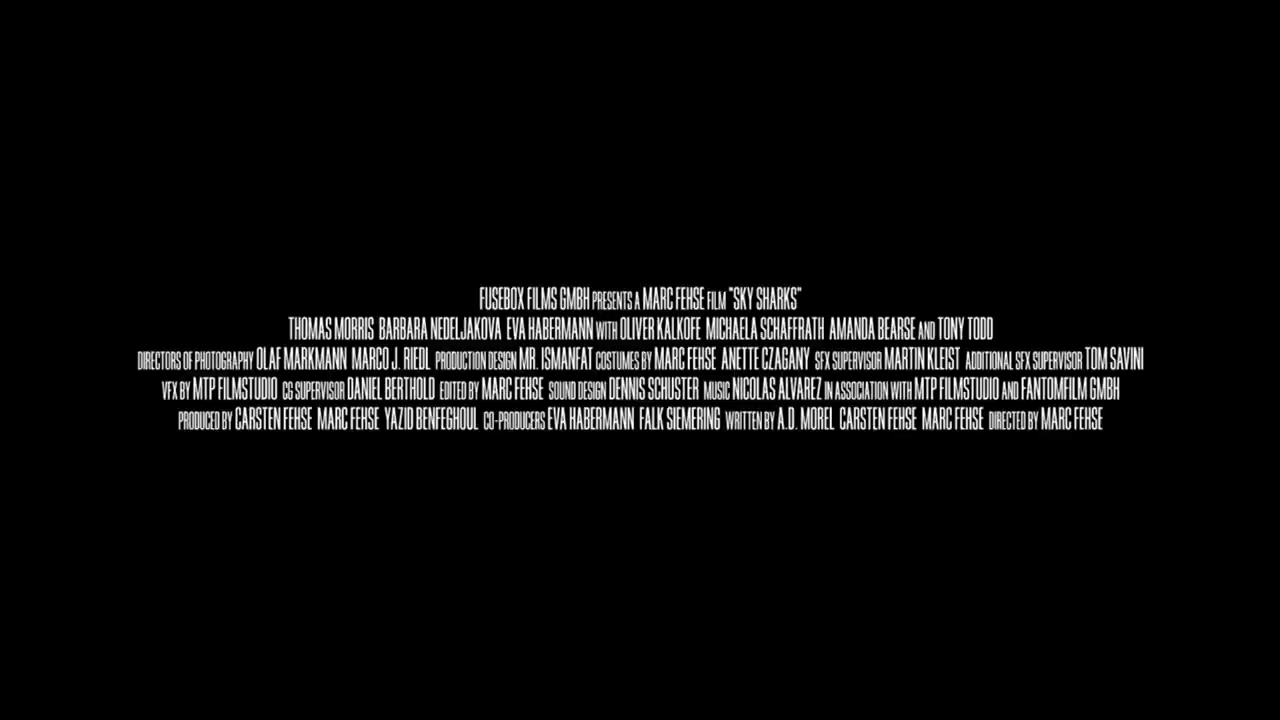 FUSEBOX FILMS GMBH PRESENTS A MARC FEHSE FILM "SKY SHARKS"
THOMAS MORRIS BARBARA NEDELJAKOVA EVA HABERMANN WITH OLIVER KALKOFE MICHAELA SCHAFFRATH AMANDA BEARSE AND TONY TODD
DIRECTORS OF PHOTOGRAPHY OLAF MARKMANN MARCO J. RIEDL PRODUCTION DESIGN MR. ISMANFAT COSTUMES BY MARC FEHSE ANETTE CZAGANY SFX SUPERVISOR MARTIN KLEIST ADDITIONAL SFX SUPERVISOR TOM SAVINI
VFX BY MTP FILMSTUDIO CG SUPERVISOR DANIEL BERTHOLD EDITED BY MARC FEHSE SOUND DESIGN DENNIS SCHUSTER MUSIC NICOLAS ALVAREZ IN ASSOCIATION WITH MTP FILMSTUDIO AND FANTOMFILM GMBH
PRODUCED BY CARSTEN FEHSE MARC FEHSE YAZID BENFEGHOUL CO-PRODUCERS EVA HABERMANN FALK SIEMERING WRITTEN BY A.D. MOREL CARSTEN FEHSE MARC FEHSE DIRECTED BY MARC FEHSE